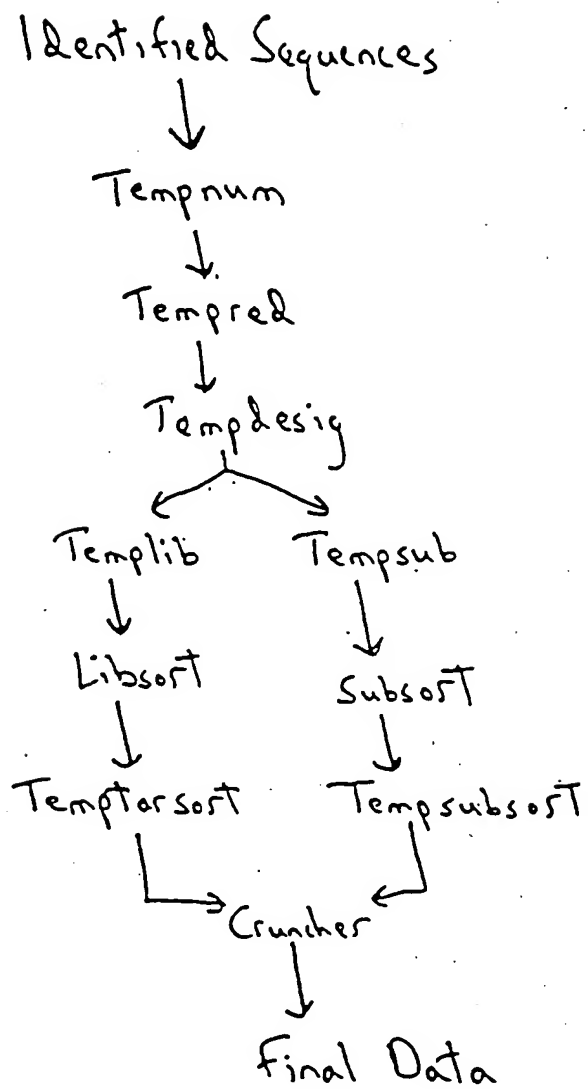 Identified Sequences
Tempnum
Tempred
Tempdesig
Templib Tempsub
Libsort Subsort
Temptarsort Tempsubsort
Cruncher
Final Data